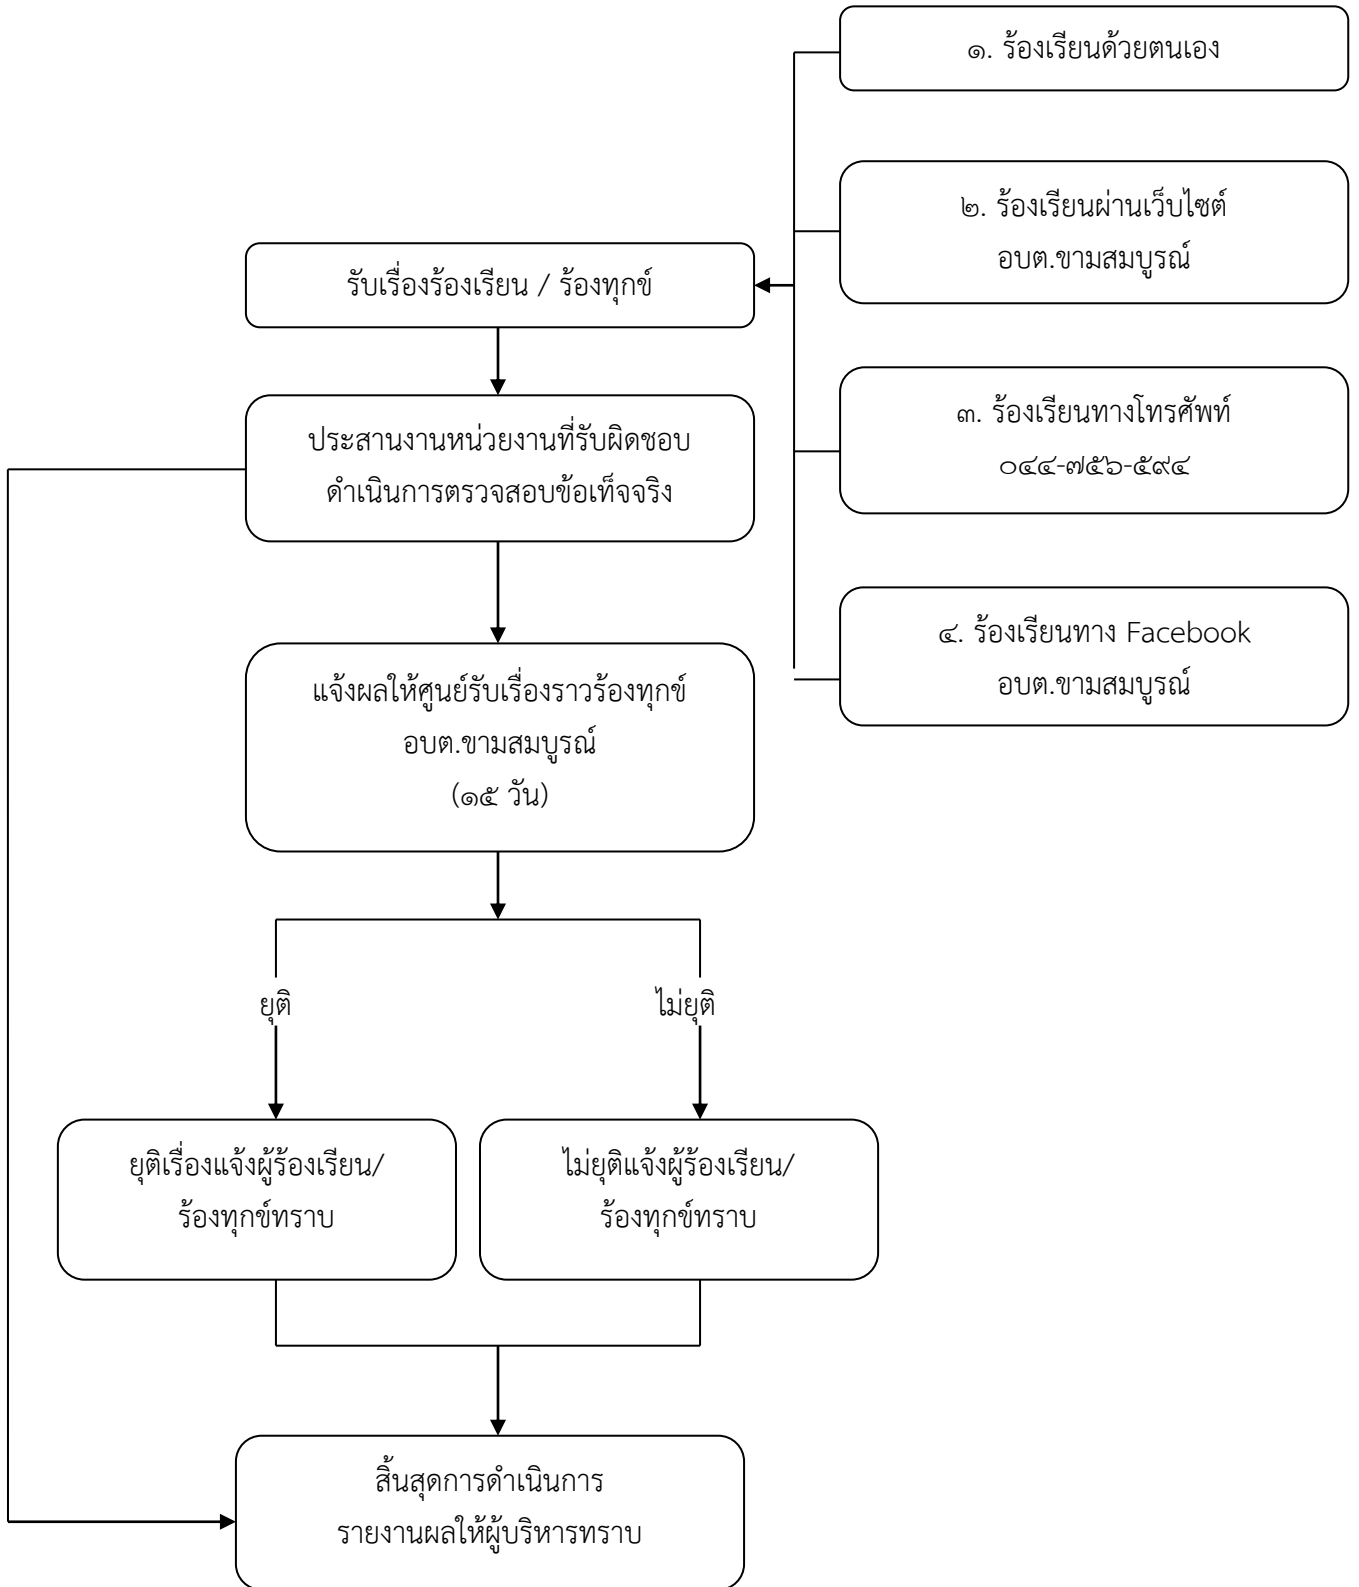 ๑. ร้องเรียนด้วยตนเอง
๒. ร้องเรียนผ่านเว็บไซต์
อบต.ขามสมบูรณ์
รับเรื่องร้องเรียน / ร้องทุกข์
๓. ร้องเรียนทางโทรศัพท์
๐๔๔-๗๕๖-๕๙๔
ประสานงานหน่วยงานที่รับผิดชอบ
ดำเนินการตรวจสอบข้อเท็จจริง
๔. ร้องเรียนทาง Facebook
อบต.ขามสมบูรณ์
แจ้งผลให้ศูนย์รับเรื่องราวร้องทุกข์
อบต.ขามสมบูรณ์
(๑๕ วัน)
ยุติ
ไม่ยุติ
ยุติเรื่องแจ้งผู้ร้องเรียน/
ร้องทุกข์ทราบ
ไม่ยุติแจ้งผู้ร้องเรียน/
ร้องทุกข์ทราบ
สิ้นสุดการดำเนินการ
รายงานผลให้ผู้บริหารทราบ